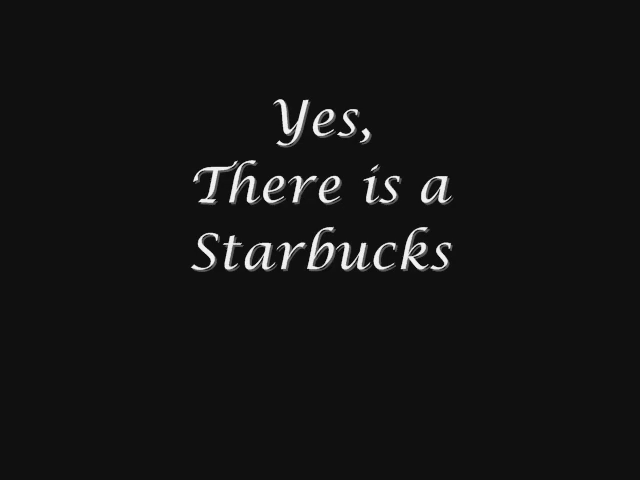 Yes,
There is a
Starbucks